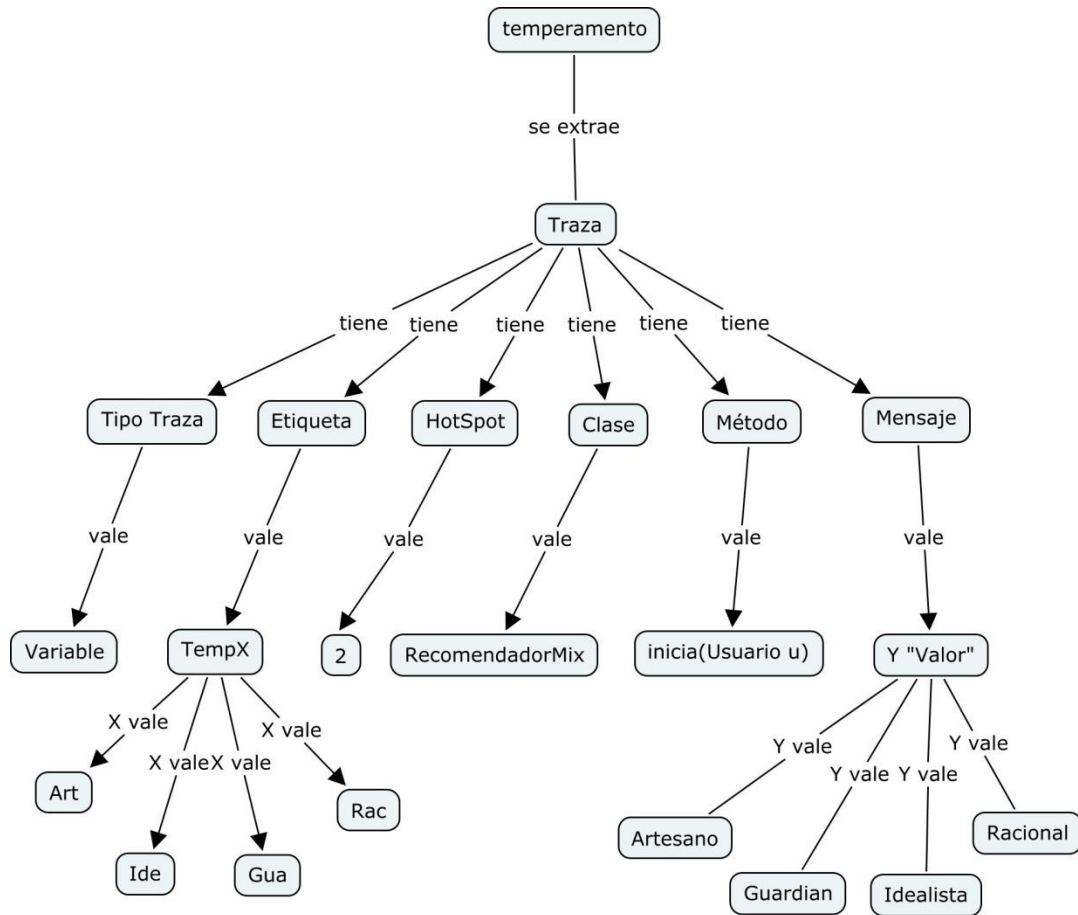 temperamento
se extrae
Traza
tiene
tiene
tiene
tiene
tiene
tiene
Tipo Traza
Etiqueta
HotSpot
Clase
Método
Mensaje
vale
vale
vale
vale
vale
vale
Variable
TempX
2
RecomendadorMix
inicia(Usuario u)
Y "Valor"
X vale
X vale
X vale
X vale
Y vale
Y vale
Y vale
Y vale
Art
Rac
Ide
Gua
Artesano
Racional
Guardian
Idealista